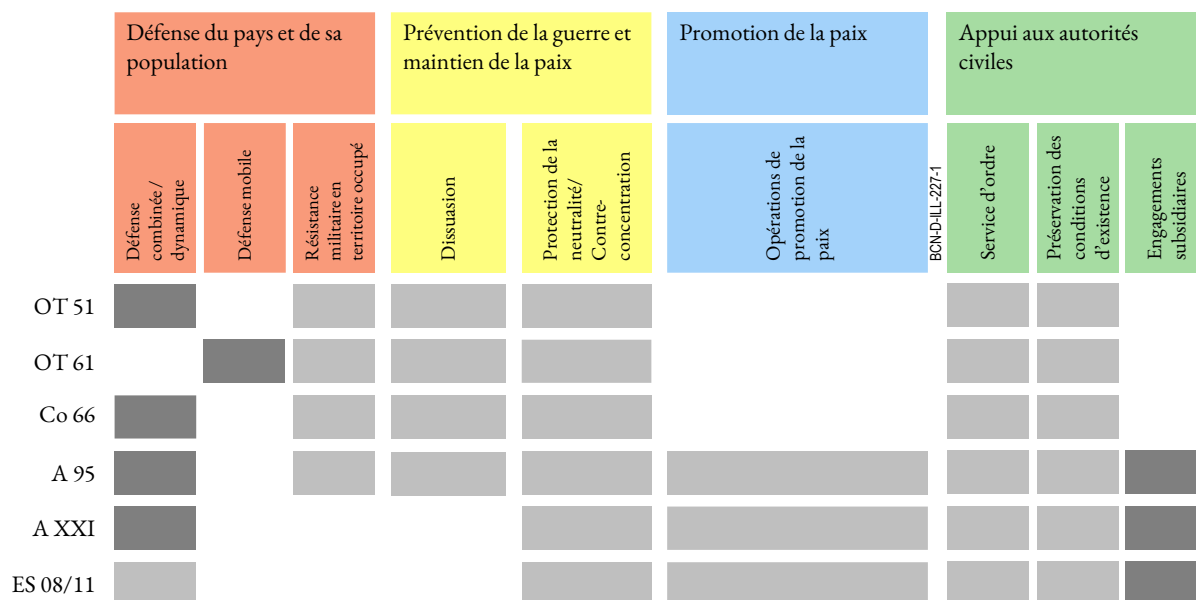 Défense du pays et de sa
population
Prévention de la guerre et
maintien de la paix
Promotion de la paix
Appui aux autorités
civiles
Défense
combinée /
dynamique
Défense mobile
Résistance
militaire en
territoire occupé
Dissuasion
Protection de la
neutralité/
Contre-
concentration
Opérations de
promotion de la
paix
BCN-D-ILL-227-1
Service d’ordre
Préservation des
conditions
d’existence
Engagements
subsidiaires
OT 51
OT 61
Co 66
A 95
A XXI
ES 08/11